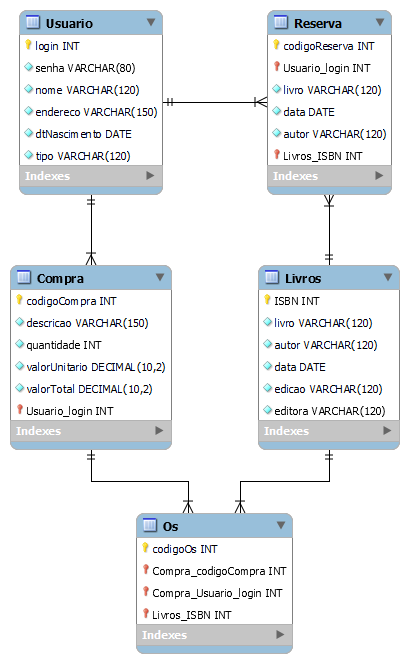 Usuario
login INT
senha VARCHAR(80)
nome VARCHAR(120)
endereco VARCHAR(150)
dtNascimento DATE
tipo VARCHAR(120)
Indexes
Reserva
codigoReserva INT
Usuario_login INT
livro VARCHAR(120)
data DATE
autor VARCHAR(120)
Livros_ISBN INT
Indexes
Compra
codigoCompra INT
descricao VARCHAR(150)
quantidade INT
valorUnitario DECIMAL(10,2)
valorTotal DECIMAL(10,2)
Usuario_login INT
Indexes
Livros
ISBN INT
livro VARCHAR(120)
autor VARCHAR(120)
data DATE
edicao VARCHAR(120)
editora VARCHAR(120)
Indexes
Os
codigoOs INT
Compra_codigoCompra INT
Compra_Usuario_login INT
Livros_ISBN INT
Indexes